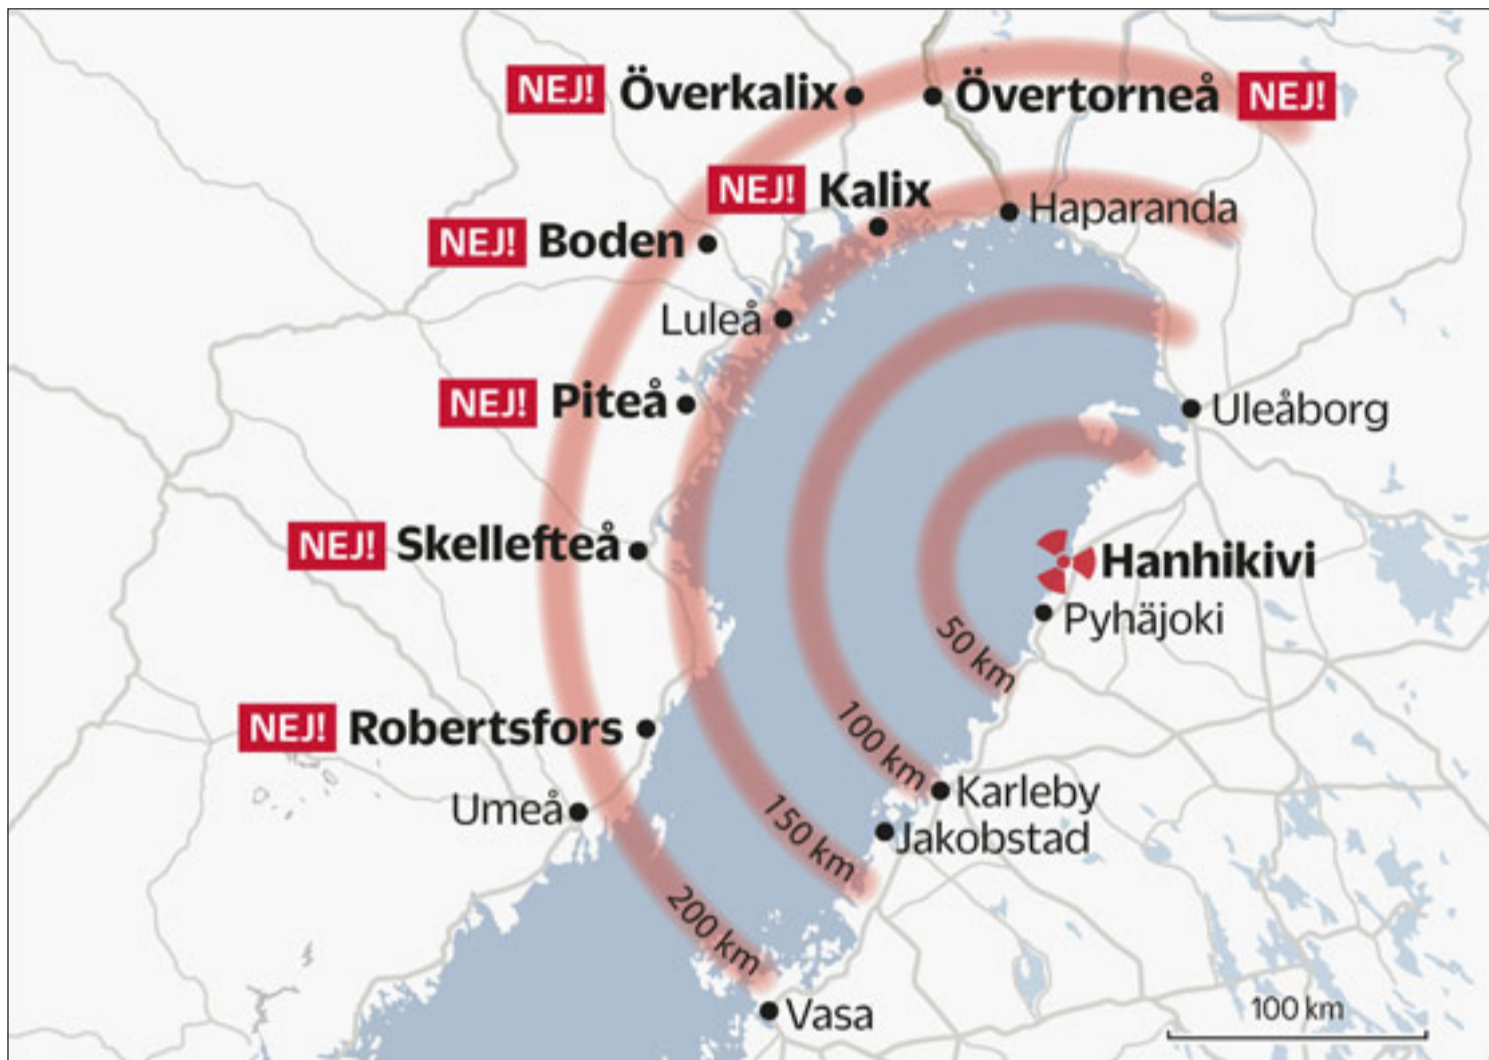 NEJ! Överkalix
Övertorneå NEJ!
NEJ! Kalix
Haparanda
NEJ! Boden
Luleå
NEJ! Piteå
Uleåborg
NEJ! Skellefteå
Hanhikivi
Pyhäjoki
50 km
NEJ! Robertsfors
100 km
Karleby
Umeå
150 km
Jakobstad
200 km
Vasa
100 km